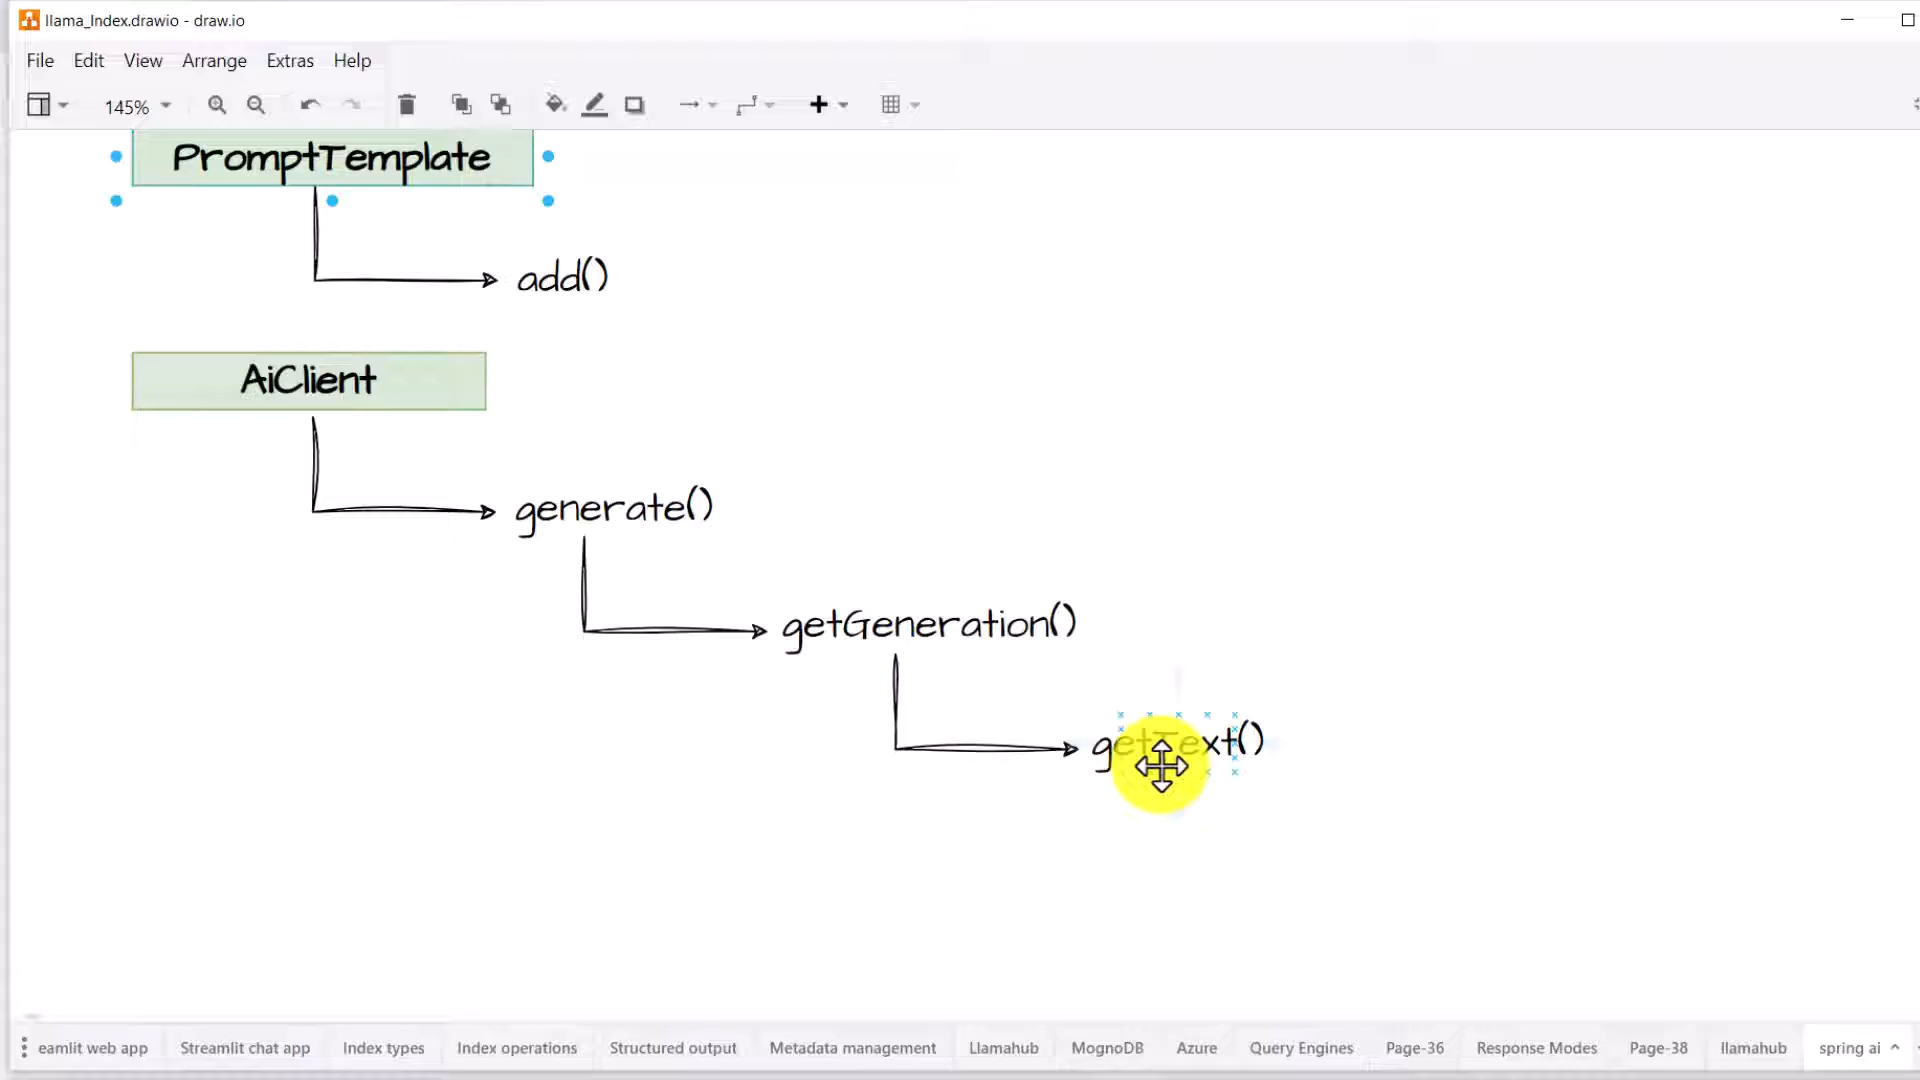 llama_Index.drawio - draw.io
File Edit View Arrange Extras Help
145%
PromptTemplate
add()
AiClient
generate()
getGeneration()
getText()
eamlit web app Streamlit chat app Index types Index operations Structured output Metadata management Llamahub MognoDB Azure Query Engines Page-36 Response Modes Page-38 llamahub spring ai